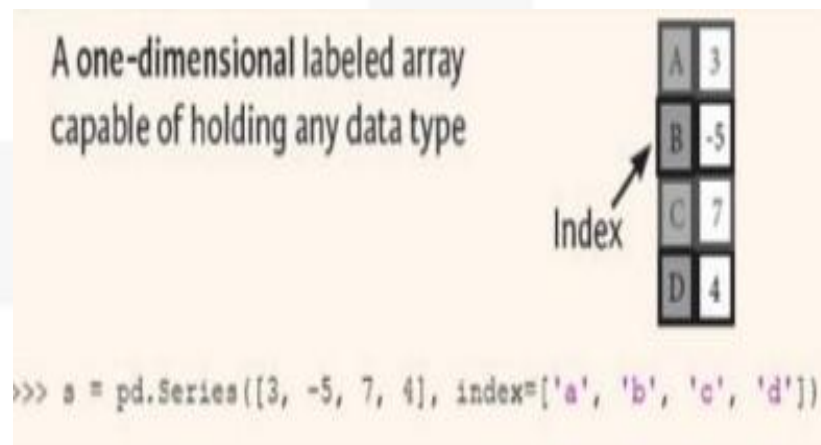 A one-dimensional labeled array
capable of holding any data type
A 3
B -5
C 7
D 4
Index
>>> s = pd.Series([3, -5, 7, 4], index=['a', 'b', 'c', 'd'])